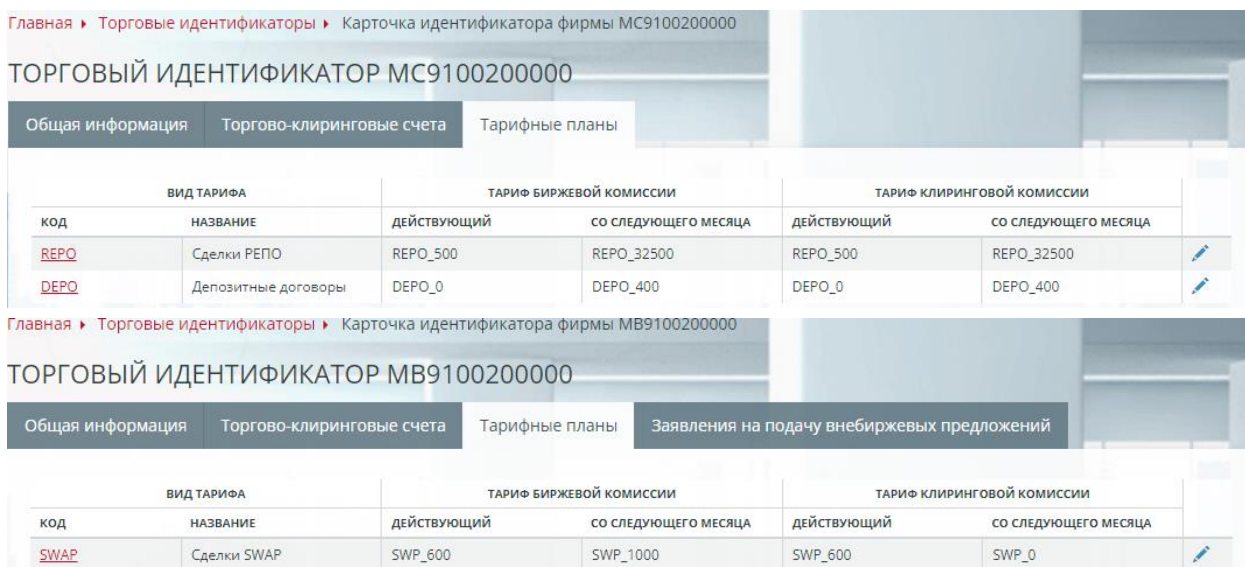 Главная ▸ Торговые идентификаторы ▸ Карточка идентификатора фирмы MC9100200000
ТОРГОВЫЙ ИДЕНТИФИКАТОР MC9100200000
Общая информация Торгово-клиринговые счета Тарифные планы
ВИД ТАРИФА ТАРИФ БИРЖЕВОЙ КОМИССИИ ТАРИФ КЛИРИНГОВОЙ КОМИССИИ
КОД НАЗВАНИЕ ДЕЙСТВУЮЩИЙ СО СЛЕДУЮЩЕГО МЕСЯЦА ДЕЙСТВУЮЩИЙ СО СЛЕДУЮЩЕГО МЕСЯЦА
REPO Сделки РЕПО REPO_500 REPO_32500 REPO_500 REPO_32500
DEPO Депозитные договоры DEPO_0 DEPO_400 DEPO_0 DEPO_400
Главная ▸ Торговые идентификаторы ▸ Карточка идентификатора фирмы MB9100200000
ТОРГОВЫЙ ИДЕНТИФИКАТОР MB9100200000
Общая информация Торгово-клиринговые счета Тарифные планы Заявления на подачу внебиржевых предложений
ВИД ТАРИФА ТАРИФ БИРЖЕВОЙ КОМИССИИ ТАРИФ КЛИРИНГОВОЙ КОМИССИИ
КОД НАЗВАНИЕ ДЕЙСТВУЮЩИЙ СО СЛЕДУЮЩЕГО МЕСЯЦА ДЕЙСТВУЮЩИЙ СО СЛЕДУЮЩЕГО МЕСЯЦА
SWAP Сделки SWAP SWP_600 SWP_1000 SWP_600 SWP_0